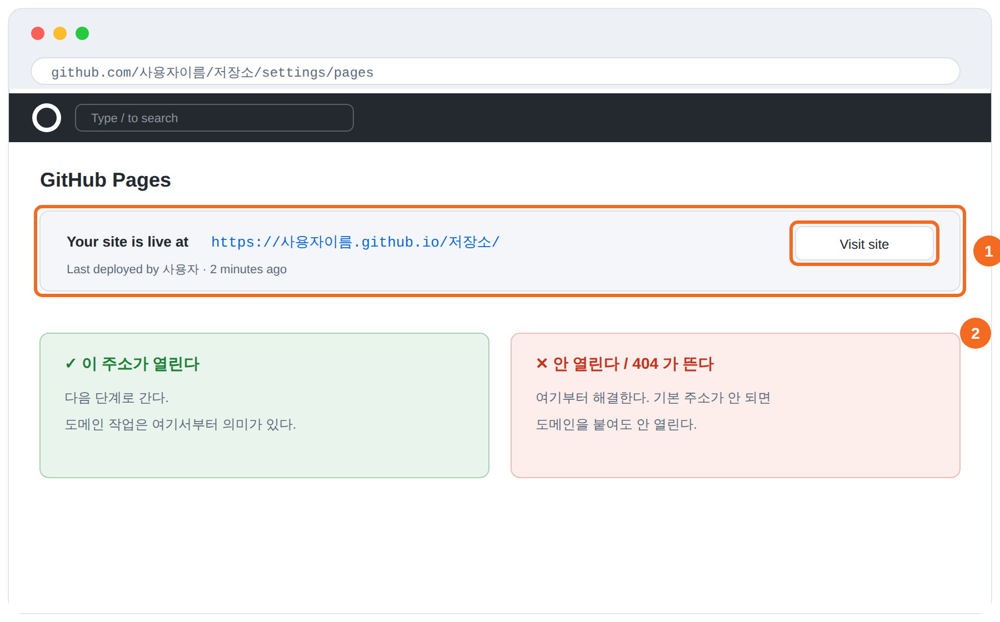 github.com/사용자이름/저장소/settings/pages
Type / to search
GitHub Pages
Your site is live at https://사용자이름.github.io/저장소/
Visit site
1
Last deployed by 사용자 · 2 minutes ago
2
✓ 이 주소가 열린다
다음 단계로 간다.
도메인 작업은 여기서부터 의미가 있다.
✕ 안 열린다 / 404 가 뜬다
여기부터 해결한다. 기본 주소가 안 되면
도메인을 붙여도 안 열린다.